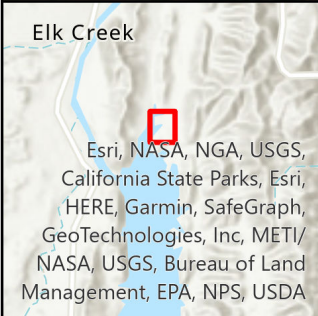 Elk Creek
Esri, NASA, NGA, USGS,
California State Parks, Esri,
HERE, Garmin, SafeGraph,
GeoTechnologies, Inc, METI/
NASA, USGS, Bureau of Land
Management, EPA, NPS, USDA